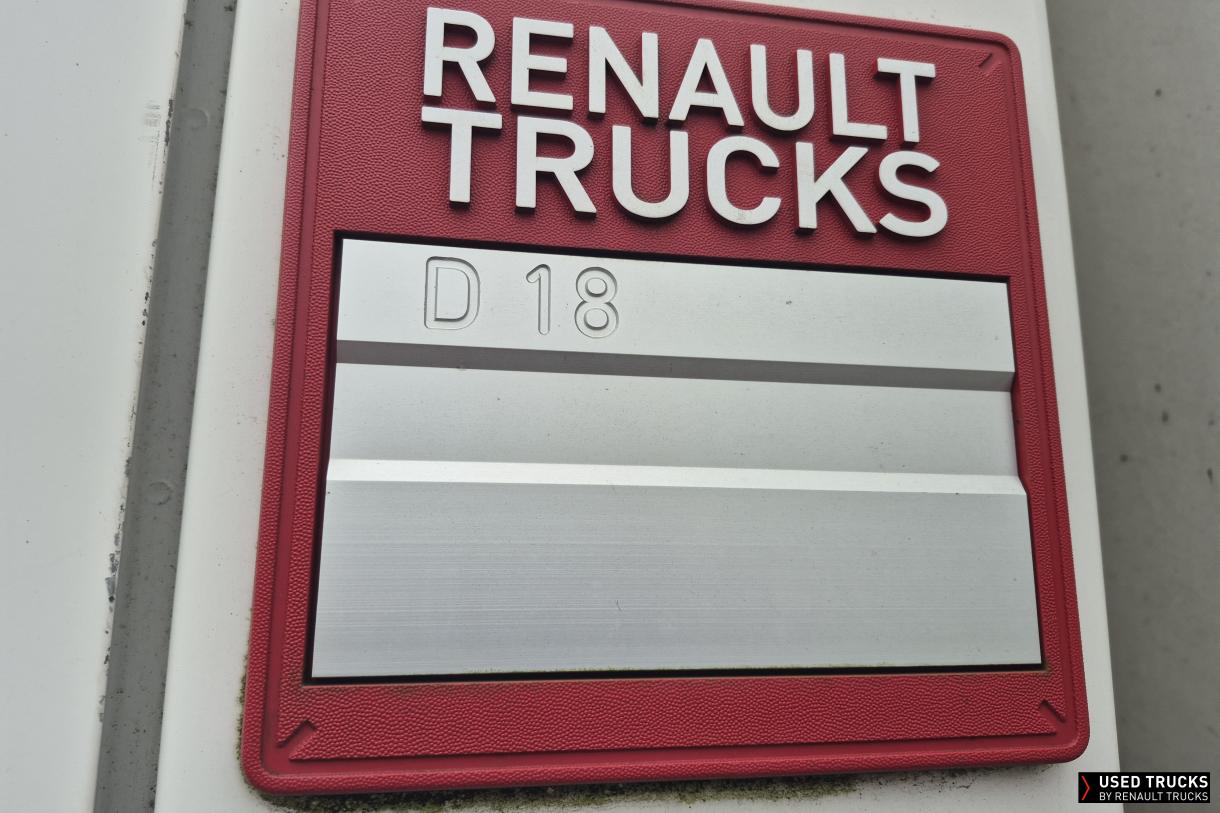 RENAULT
TRUCKS
D 18
USED TRUCKS
BY RENAULT TRUCKS